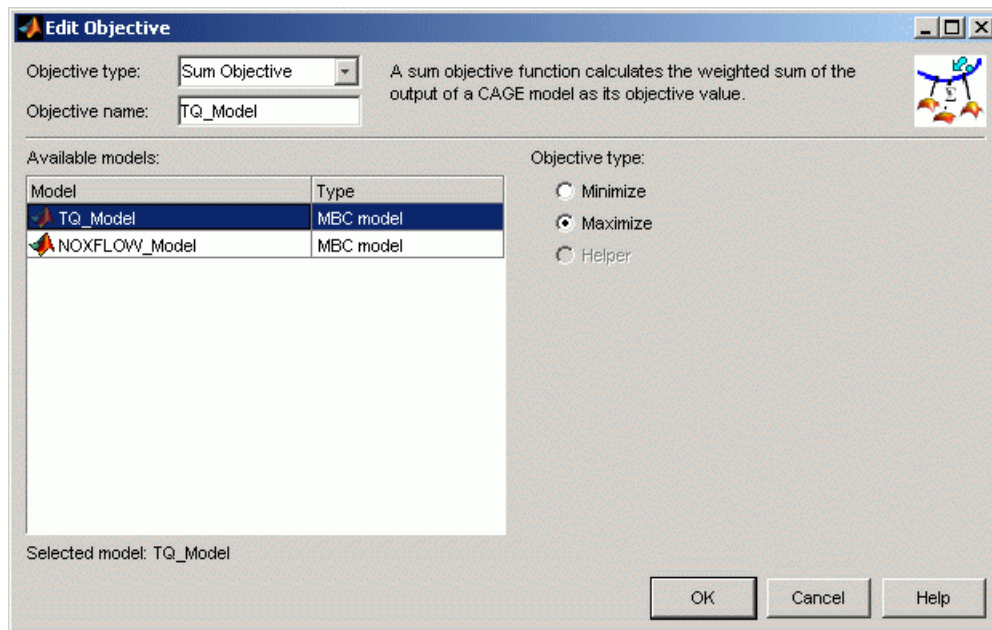 Edit Objective
Objective type:
Sum Objective
A sum objective function calculates the weighted sum of the
output of a CAGE model as its objective value.
Objective name:
TQ_Model
Available models:
Objective type:
Model
Type
TQ_Model
MBC model
NOXFLOW_Model
MBC model
Minimize
Maximize
Helper
Selected model: TQ_Model
OK
Cancel
Help